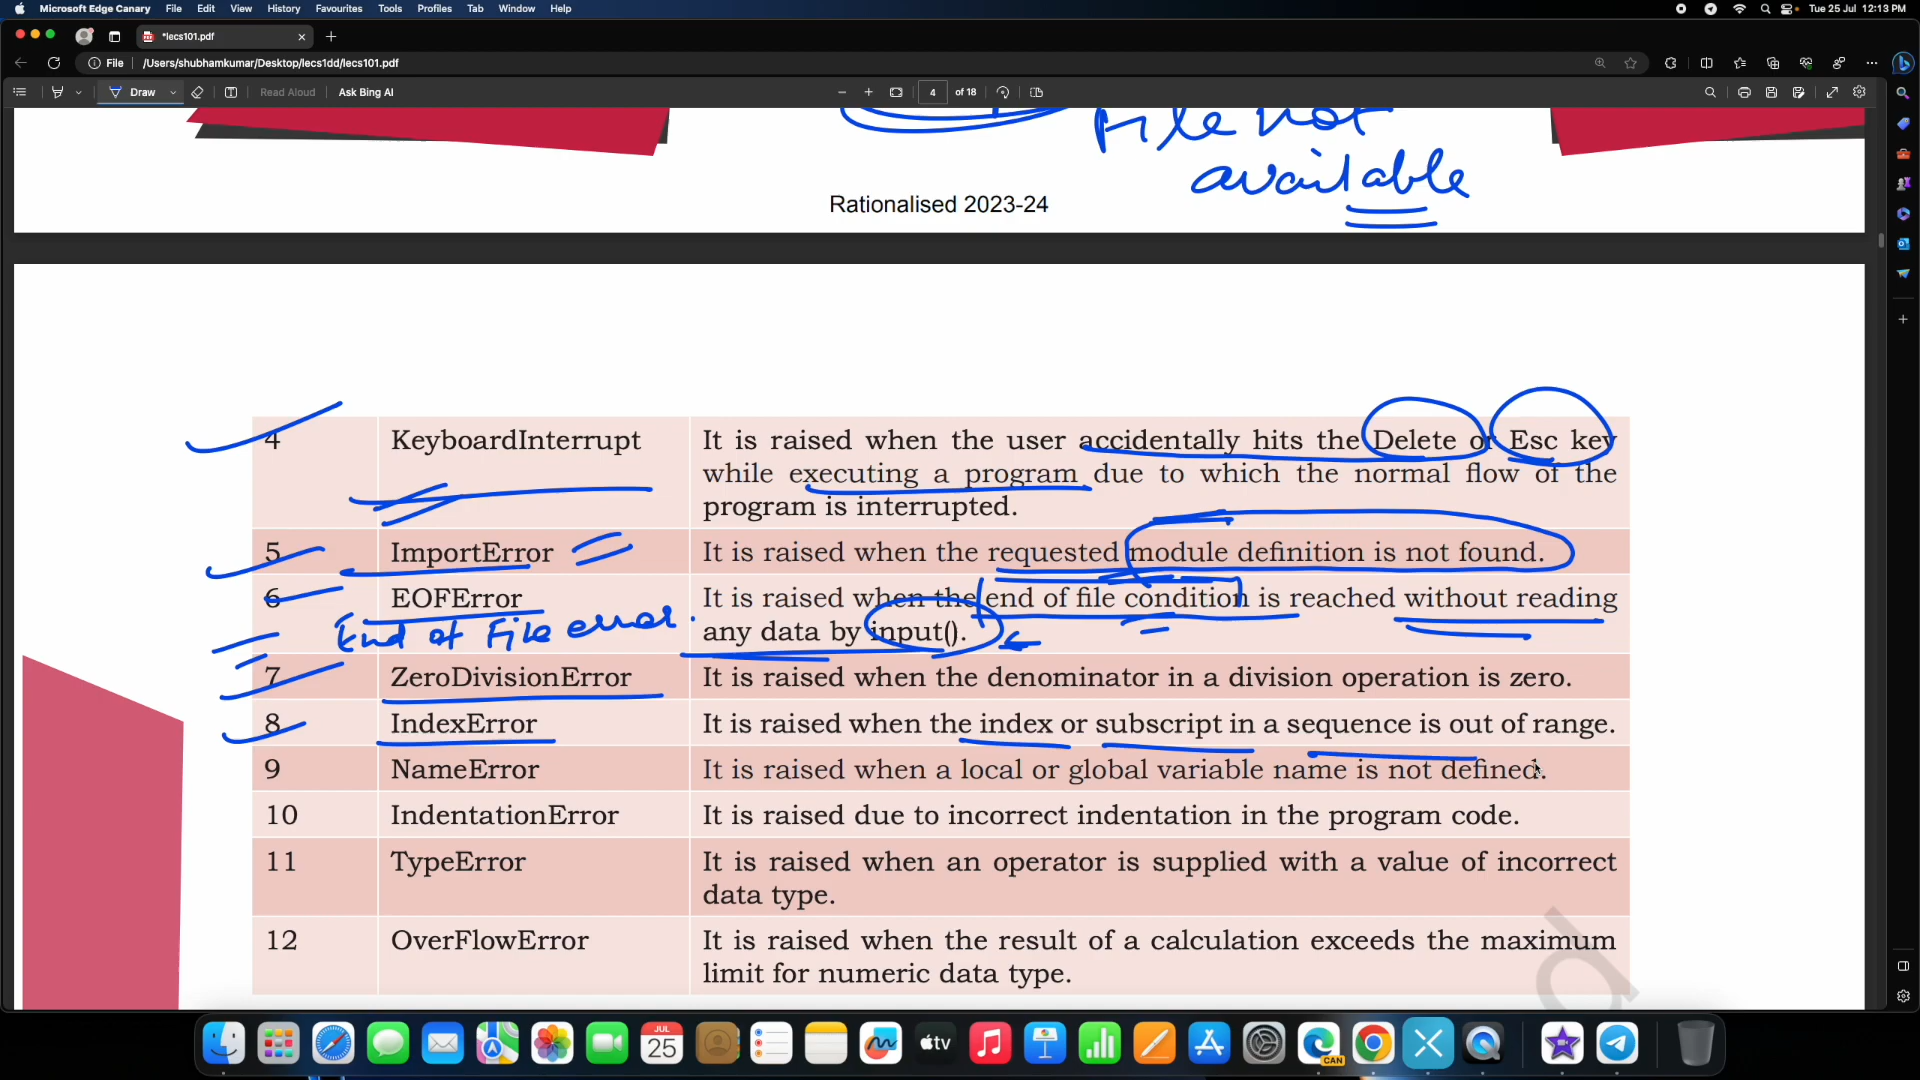 Microsoft Edge Canary File Edit View History Favourites Tools Profiles Tab Window Help Tue 25 Jul 12:13 PM
*lecs101.pdf
File /Users/shubhamkumar/Desktop/lecs1dd/lecs101.pdf
Draw Read Aloud Ask Bing AI 4 of 18
File not
available
Rationalised 2023-24
4 KeyboardInterrupt It is raised when the user accidentally hits the Delete or Esc key
while executing a program due to which the normal flow of the
program is interrupted.
5 ImportError It is raised when the requested module definition is not found.
6 EOFError It is raised when the end of file condition is reached without reading
End of File error. any data by input().
7 ZeroDivisionError It is raised when the denominator in a division operation is zero.
8 IndexError It is raised when the index or subscript in a sequence is out of range.
9 NameError It is raised when a local or global variable name is not defined.
10 IndentationError It is raised due to incorrect indentation in the program code.
11 TypeError It is raised when an operator is supplied with a value of incorrect
data type.
12 OverFlowError It is raised when the result of a calculation exceeds the maximum
limit for numeric data type.
d
JUL
25
tv
CAN